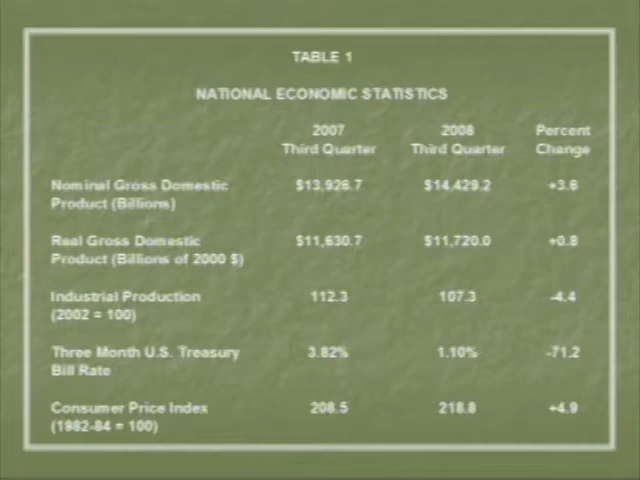 TABLE 1
NATIONAL ECONOMIC STATISTICS
2007 2008 Percent
Third Quarter Third Quarter Change
Nominal Gross Domestic $13,926.7 $14,429.2 +3.6
Product (Billions)
Real Gross Domestic $11,630.7 $11,720.0 +0.8
Product (Billions of 2000 $)
Industrial Production 112.3 107.3 -4.4
(2002 = 100)
Three Month U.S. Treasury 3.82% 1.10% -71.2
Bill Rate
Consumer Price Index 208.5 218.8 +4.9
(1982-84 = 100)